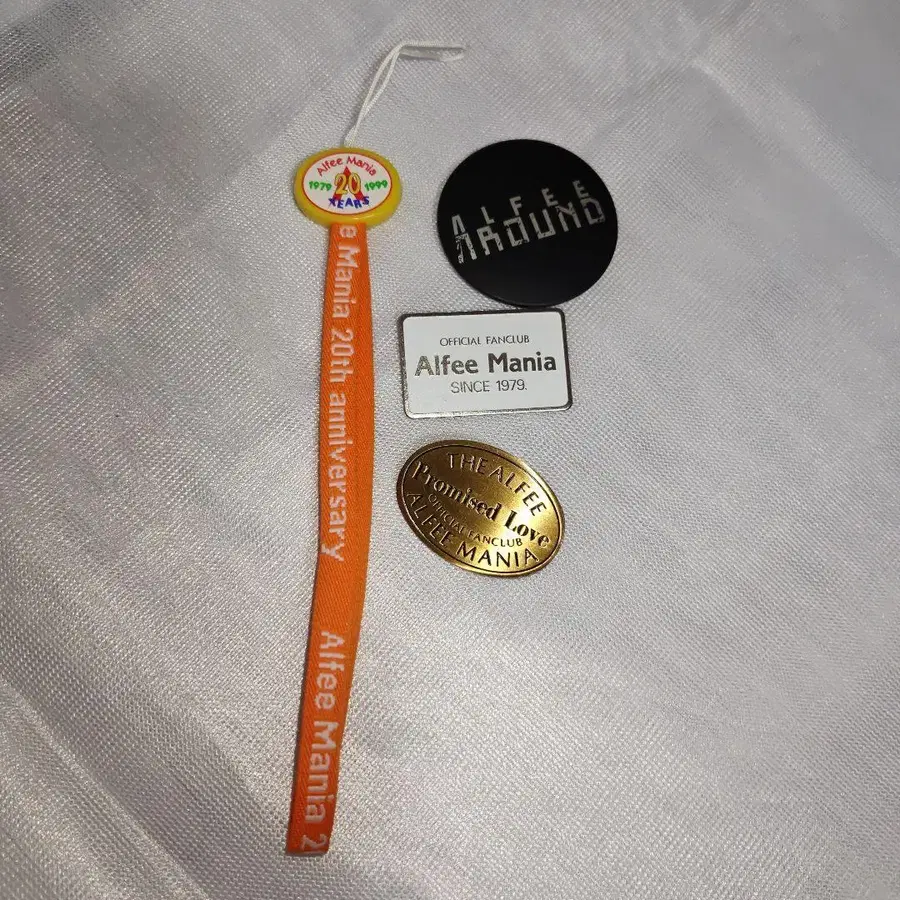 Alfee Mania
1979 20 1999
YEARS
e Mania 20th anniversary Alfee Mania 2
ALFEE
AROUND
OFFICIAL FANCLUB
Alfee Mania
SINCE 1979.
THE ALFEE
Promised Love
OFFICIAL FANCLUB
ALFEE MANIA